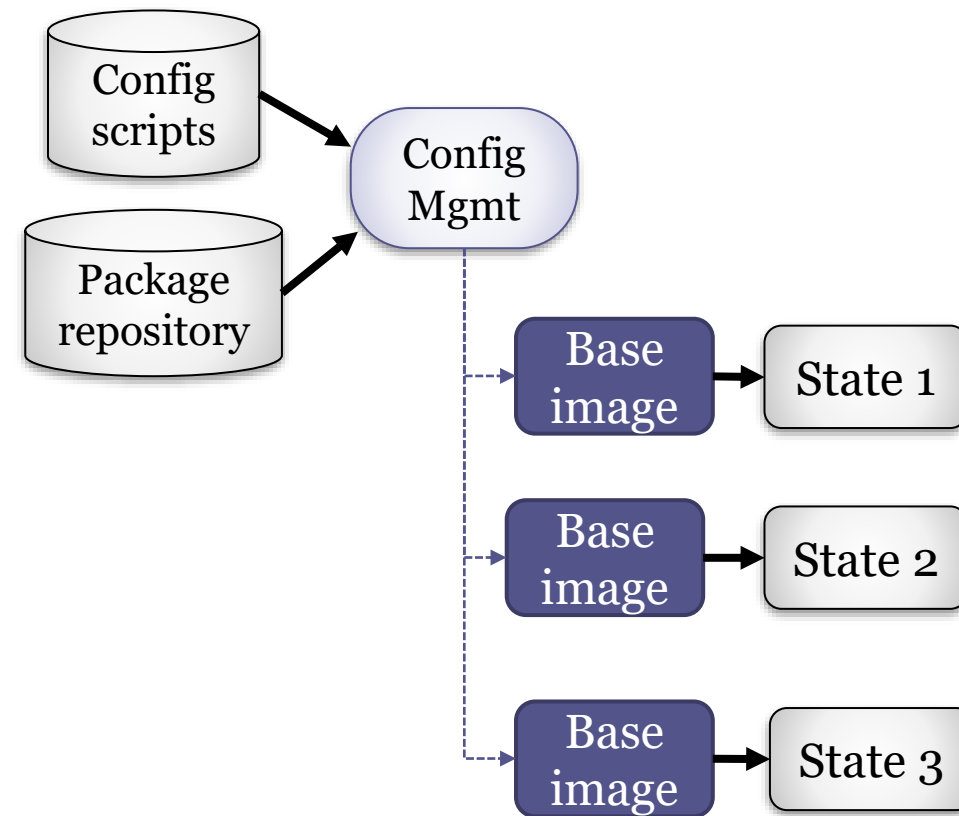 Config
scripts
Config
Mgmt
Package
repository
Base
image
State 1
Base
image
State 2
Base
image
State 3